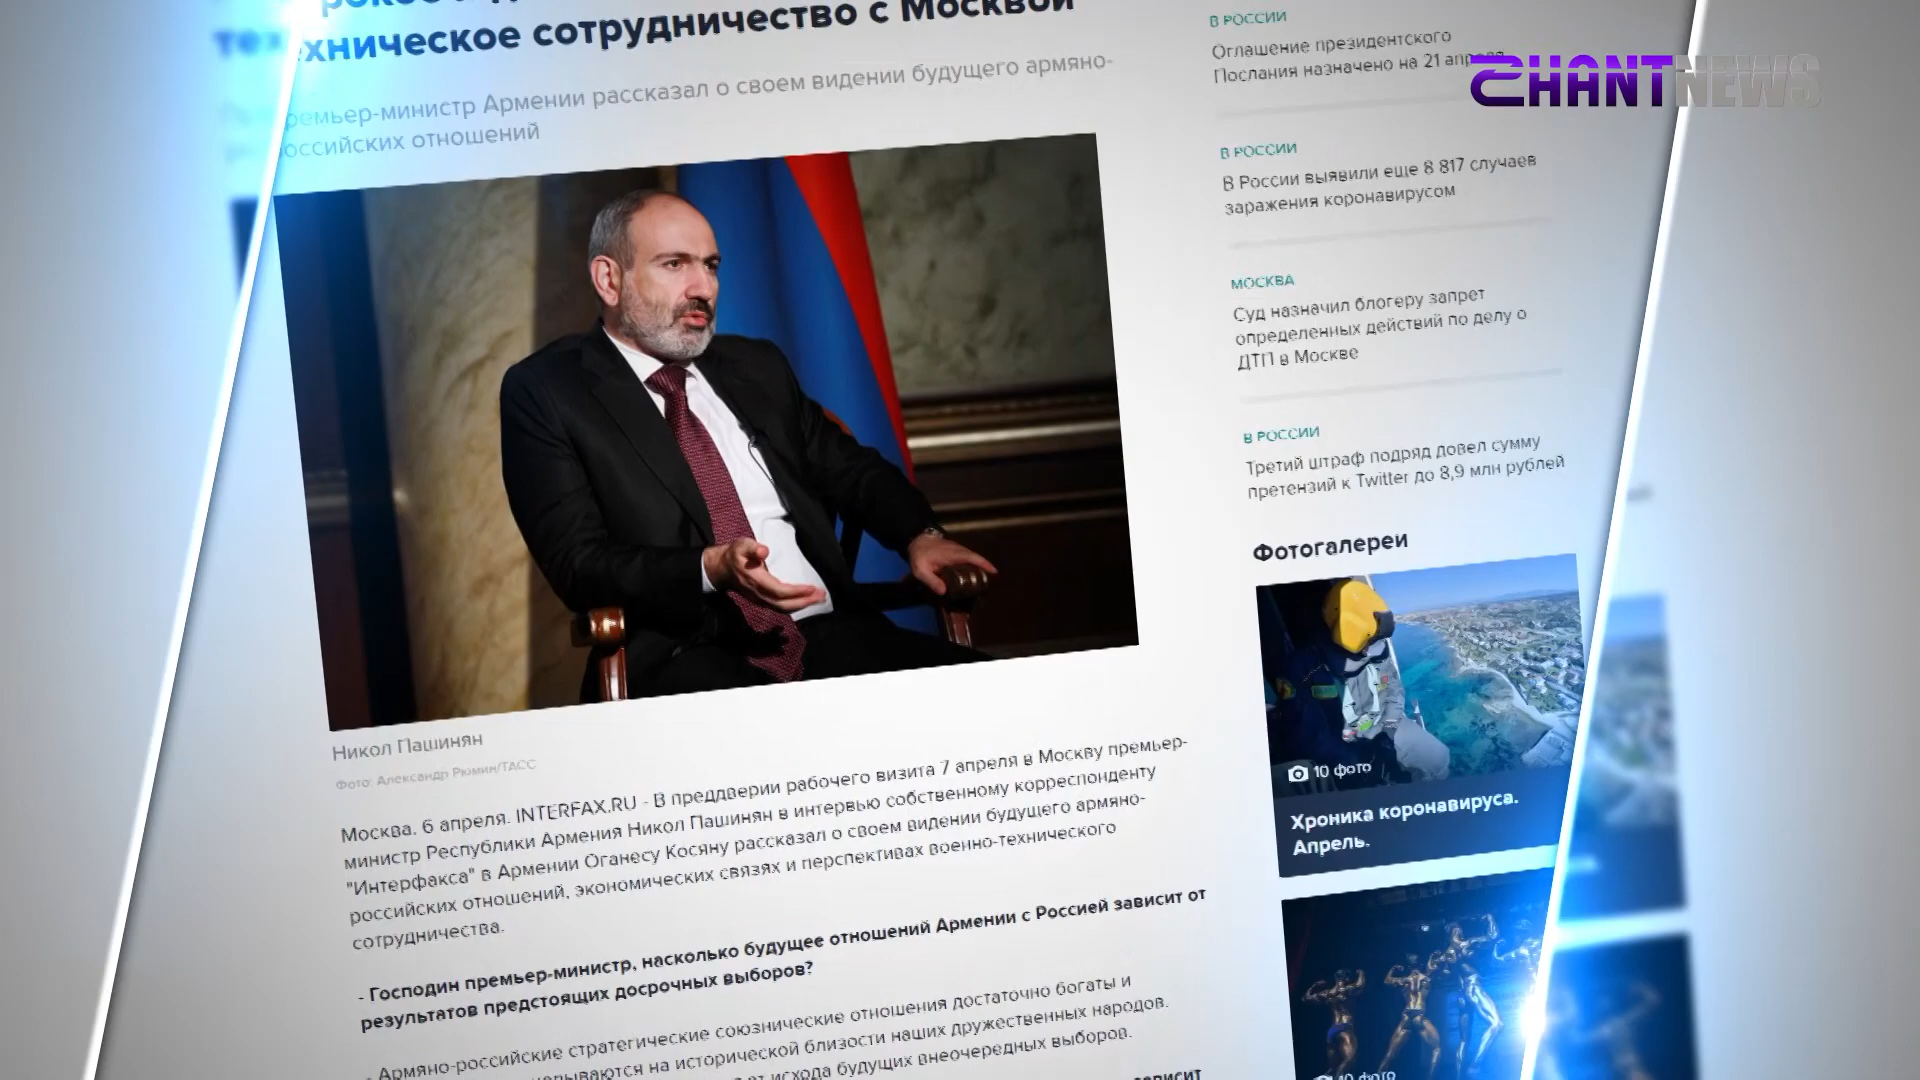 техническое сотрудничество с Москвой
премьер-министр Армении рассказал о своем видении будущего армяно-
российских отношений
Никол Пашинян
Фото: Александр Рюмин/ТАСС
Москва. 6 апреля. INTERFAX.RU - В преддверии рабочего визита 7 апреля в Москву премьер-
министр Республики Армения Никол Пашинян в интервью собственному корреспонденту
"Интерфакса" в Армении Оганесу Косяну рассказал о своем видении будущего армяно-
российских отношений, экономических связях и перспективах военно-технического
сотрудничества.
- Господин премьер-министр, насколько будущее отношений Армении с Россией зависит от
результатов предстоящих досрочных выборов?
- Армяно-российские стратегические союзнические отношения достаточно богаты и
на исторической близости наших дружественных народов.
от исхода будущих внеочередных выборов.
зависит
В РОССИИ
Оглашение президентского
Послания назначено на 21 апреля
В РОССИИ
В России выявили еще 8 817 случаев
заражения коронавирусом
МОСКВА
Суд назначил блогеру запрет
определенных действий по делу о
ДТП в Москве
В РОССИИ
Третий штраф подряд довел сумму
претензий к Twitter до 8,9 млн рублей
Фотогалереи
10 фото
Хроника коронавируса.
Апрель.
10 фото
SHANTNEWS